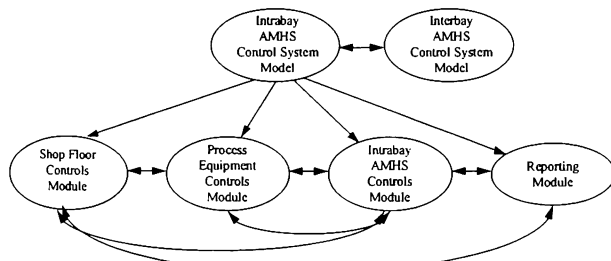 Intrabay
AMHS
Control System
Model
Interbay
AMHS
Control System
Model
Shop Floor
Controls
Module
Process
Equipment
Controls
Module
Intrabay
AMHS
Controls
Module
Reporting
Module